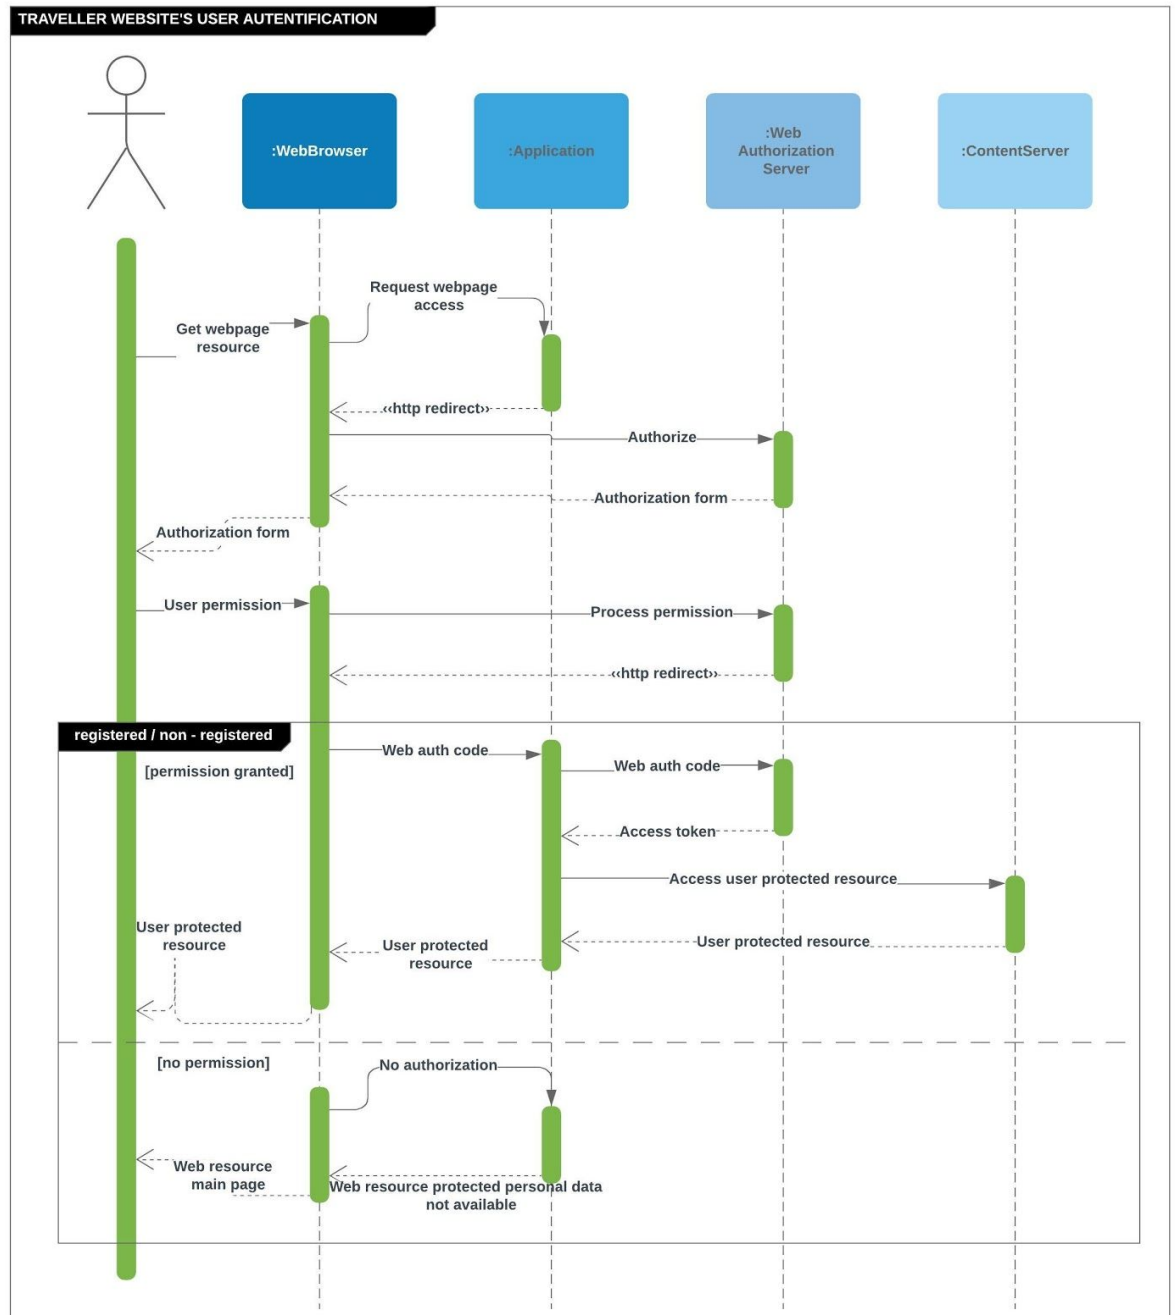 TRAVELLER WEBSITE'S USER AUTENTIFICATION
:WebBrowser
:Application
:Web
Authorization
Server
:ContentServer
Request webpage
access
Get webpage
resource
‹‹http redirect››
Authorize
Authorization form
Authorization form
User permission
Process permission
‹‹http redirect››
registered / non - registered
[permission granted]
Web auth code
Web auth code
Access token
Access user protected resource
User protected
resource
User protected
resource
User protected resource
[no permission]
No authorization
Web resource
main page
Web resource protected personal data
not available